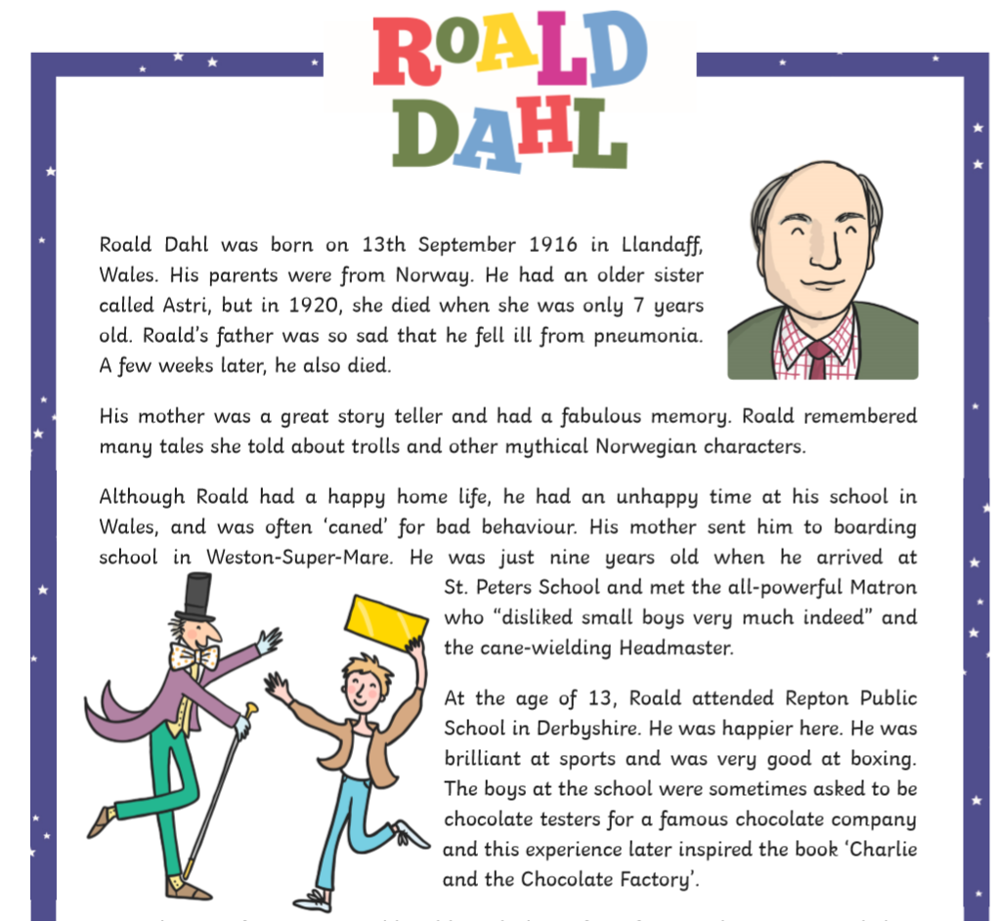 ROALD
DAHL
Roald Dahl was born on 13th September 1916 in Llandaff,
Wales. His parents were from Norway. He had an older sister
called Astri, but in 1920, she died when she was only 7 years
old. Roald's father was so sad that he fell ill from pneumonia.
A few weeks later, he also died.
His mother was a great story teller and had a fabulous memory. Roald remembered
many tales she told about trolls and other mythical Norwegian characters.
Although Roald had a happy home life, he had an unhappy time at his school in
Wales, and was often ‘caned’ for bad behaviour. His mother sent him to boarding
school in Weston-Super-Mare. He was just nine years old when he arrived at
St. Peters School and met the all-powerful Matron
who “disliked small boys very much indeed” and
the cane-wielding Headmaster.
At the age of 13, Roald attended Repton Public
School in Derbyshire. He was happier here. He was
brilliant at sports and was very good at boxing.
The boys at the school were sometimes asked to be
chocolate testers for a famous chocolate company
and this experience later inspired the book ‘Charlie
and the Chocolate Factory’.